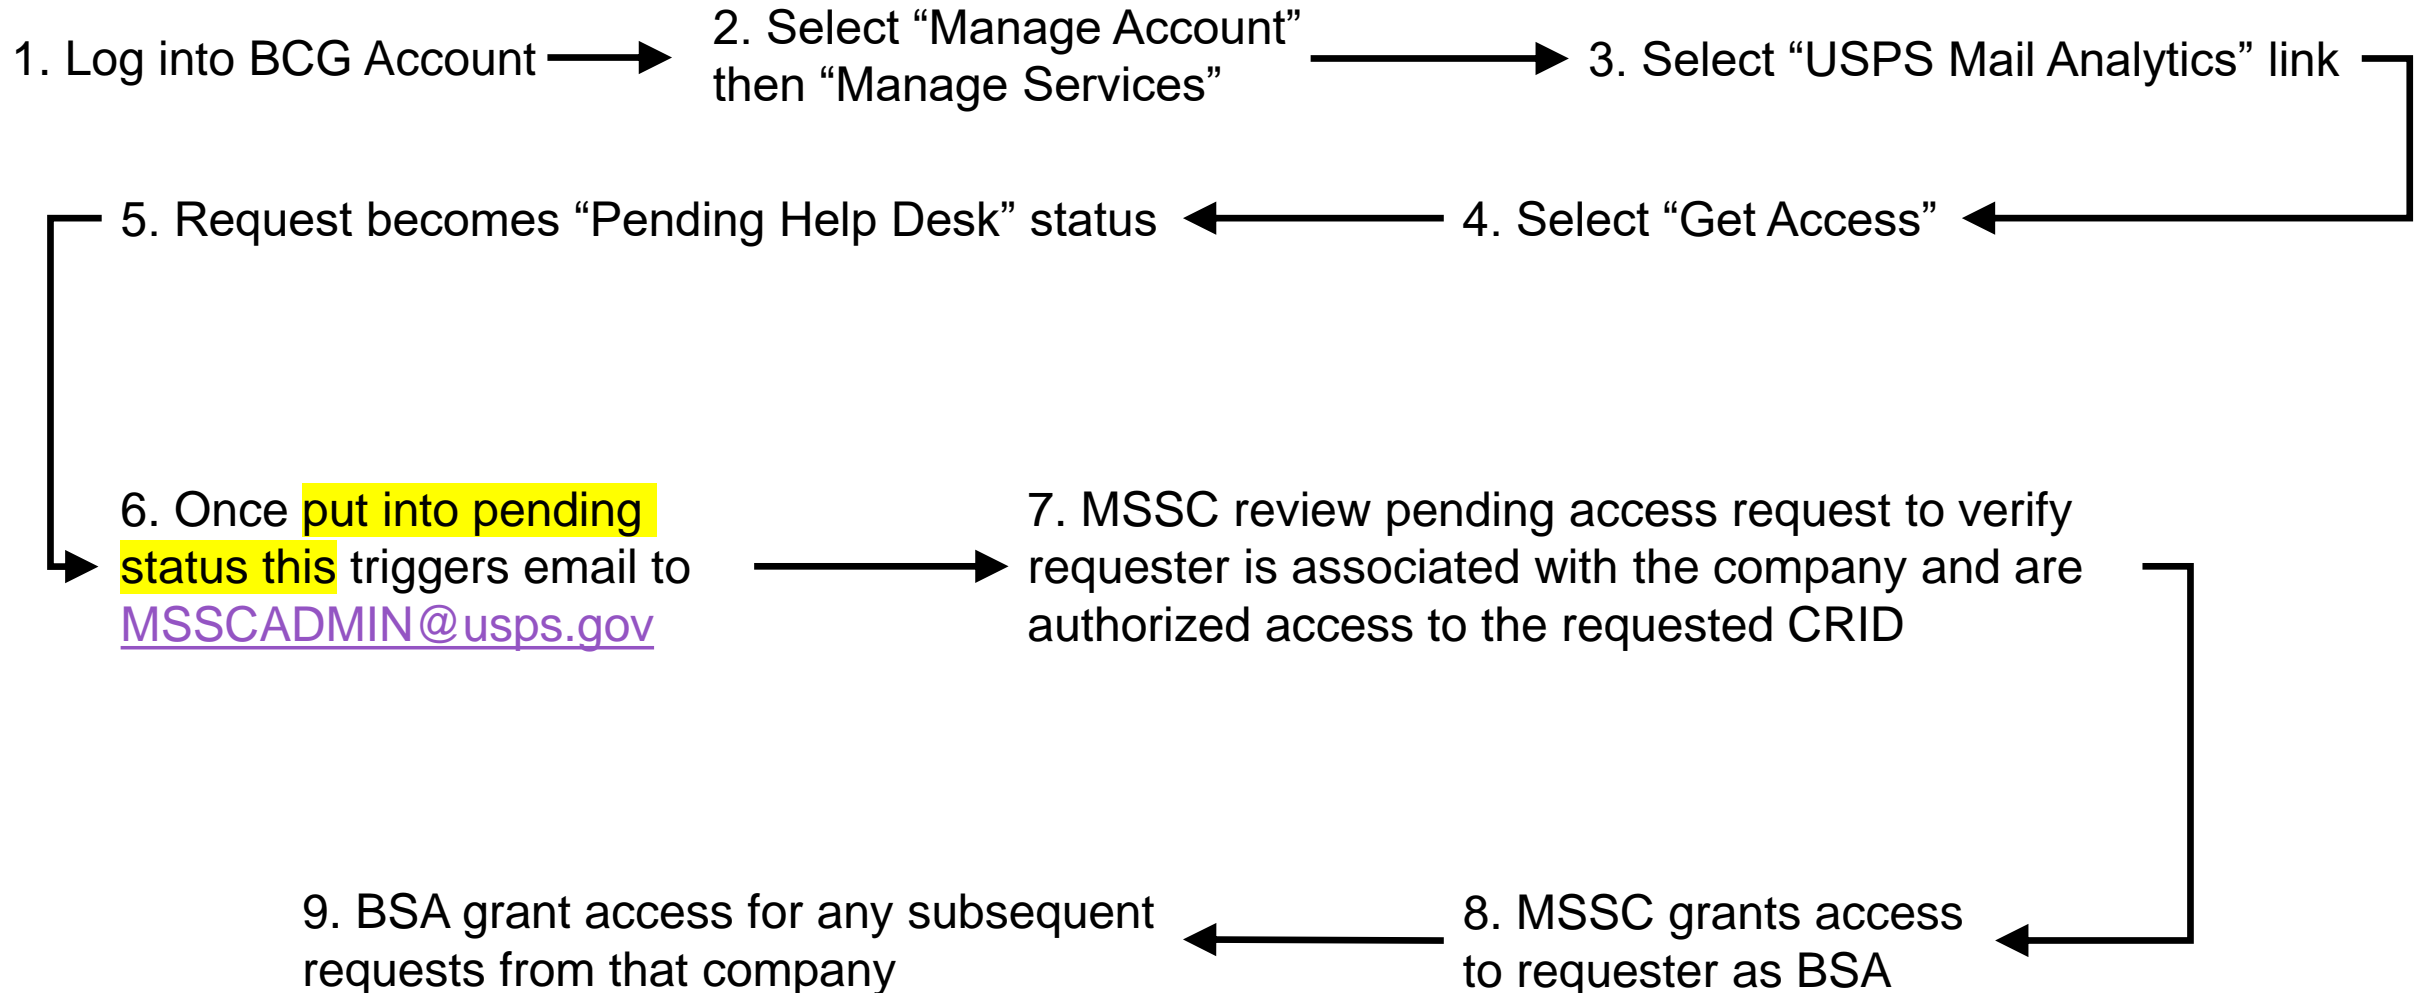 1. Log into BCG Account
2. Select “Manage Account”
then “Manage Services”
3. Select “USPS Mail Analytics” link
4. Select “Get Access”
5. Request becomes “Pending Help Desk” status
6. Once put into pending
status this triggers email to
MSSCADMIN@usps.gov
7. MSSC review pending access request to verify
requester is associated with the company and are
authorized access to the requested CRID
8. MSSC grants access
to requester as BSA
9. BSA grant access for any subsequent
requests from that company